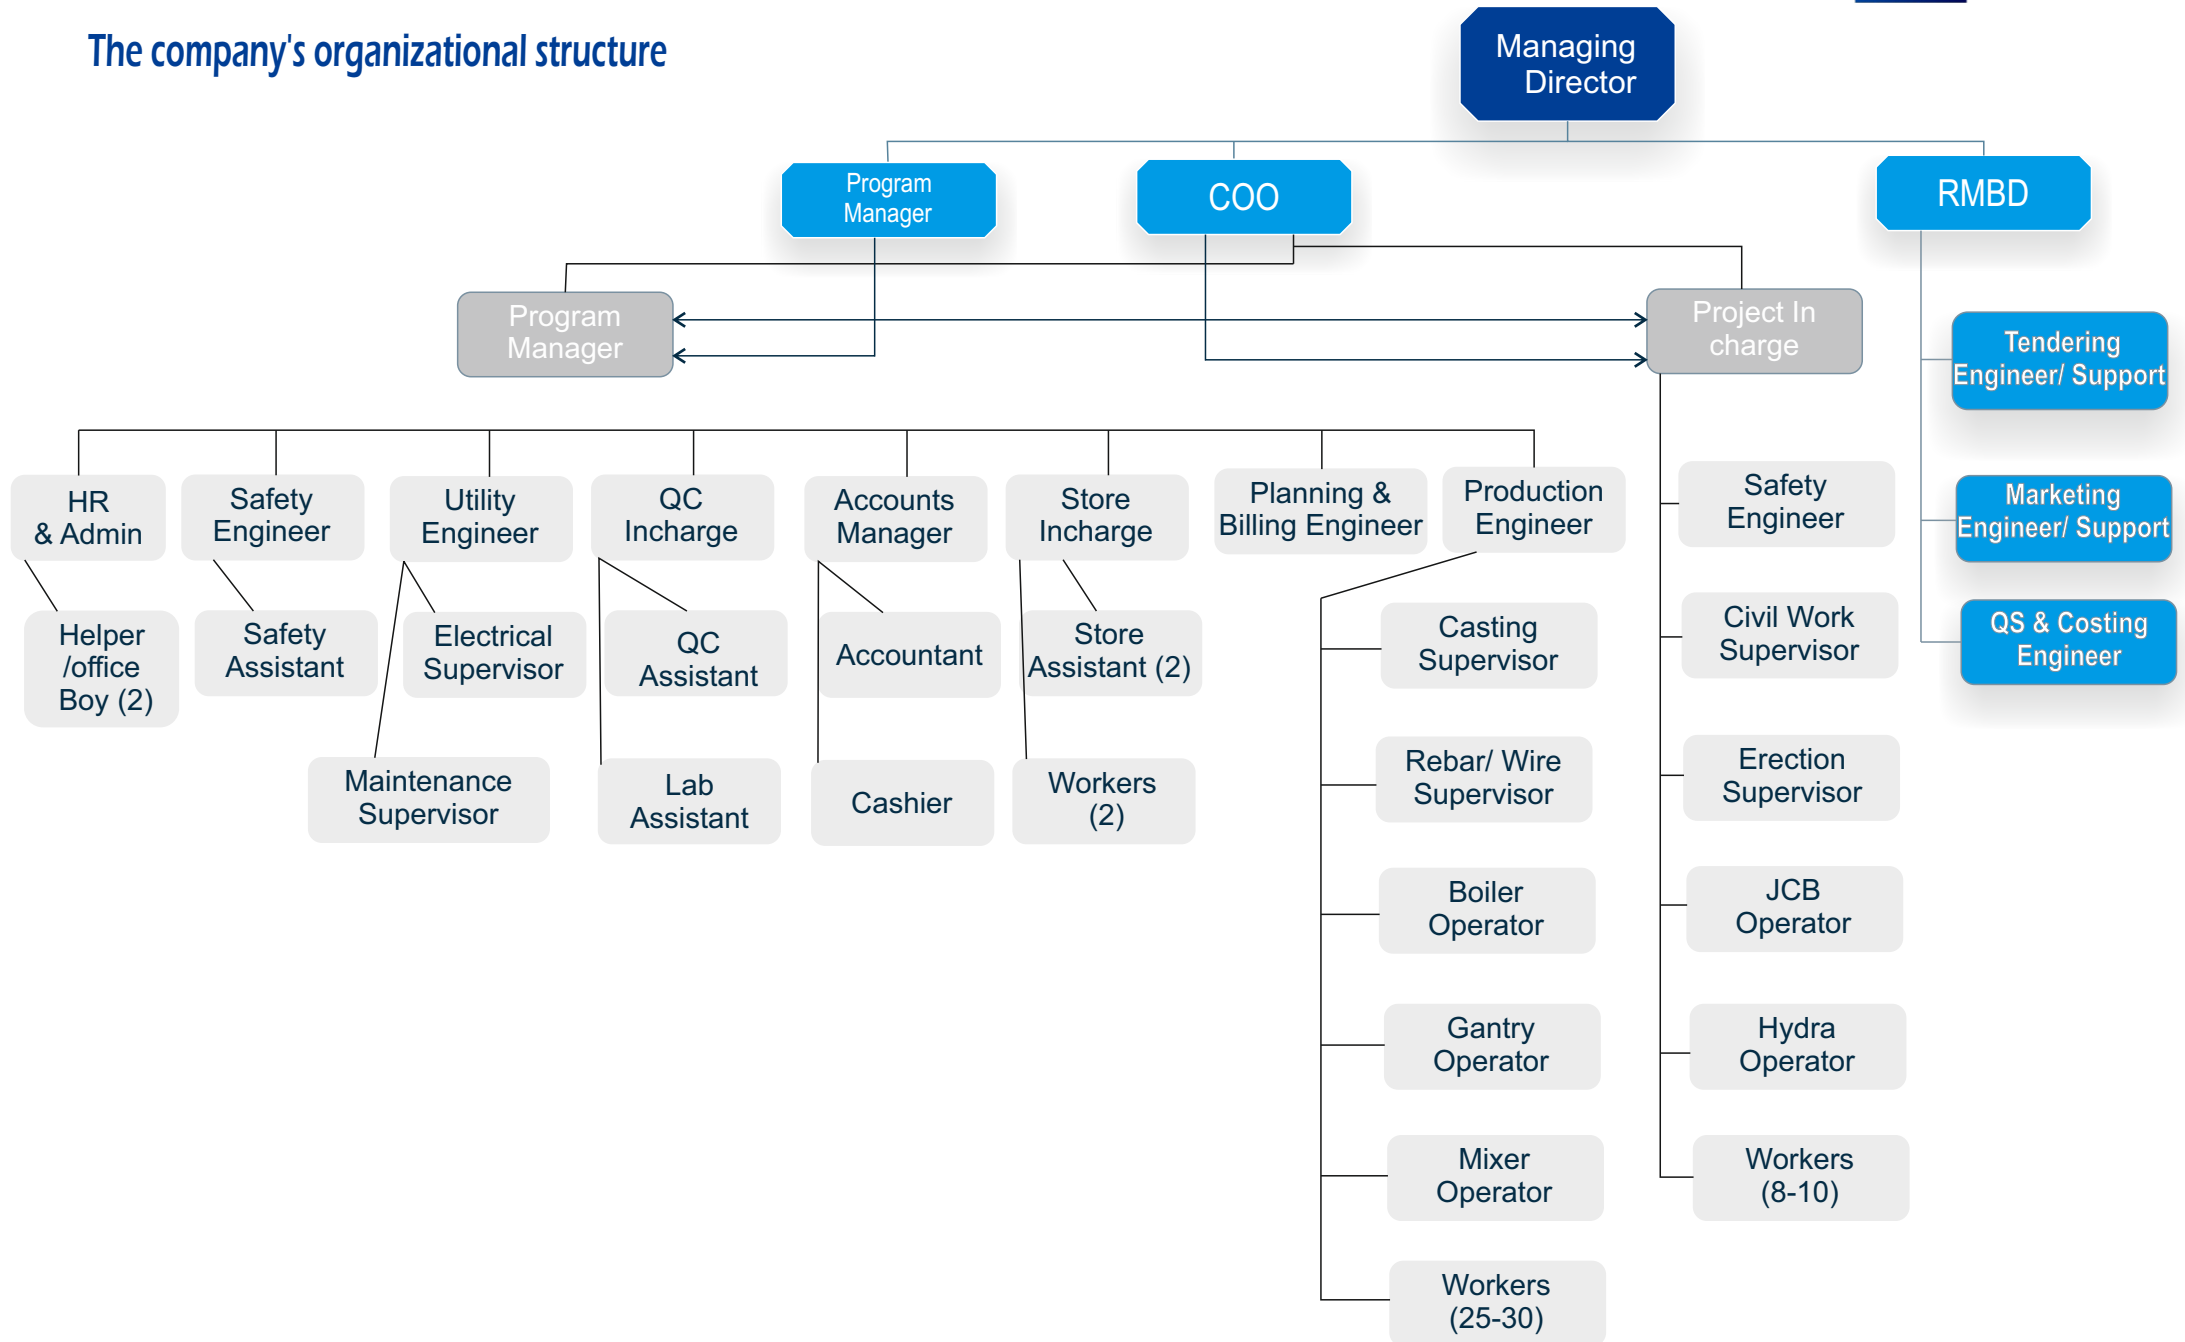 The company's organizational structure
Managing
Director
Program
Manager
COO
RMBD
Program
Manager
Project In
charge
Tendering
Engineer/ Support
Marketing
Engineer/ Support
QS & Costing
Engineer
HR
& Admin
Safety
Engineer
Utility
Engineer
QC
Incharge
Accounts
Manager
Store
Incharge
Planning &
Billing Engineer
Production
Engineer
Safety
Engineer
Helper
/office
Boy (2)
Safety
Assistant
Electrical
Supervisor
QC
Assistant
Accountant
Store
Assistant (2)
Casting
Supervisor
Civil Work
Supervisor
Maintenance
Supervisor
Lab
Assistant
Cashier
Workers
(2)
Rebar/ Wire
Supervisor
Erection
Supervisor
Boiler
Operator
JCB
Operator
Gantry
Operator
Hydra
Operator
Mixer
Operator
Workers
(8-10)
Workers
(25-30)